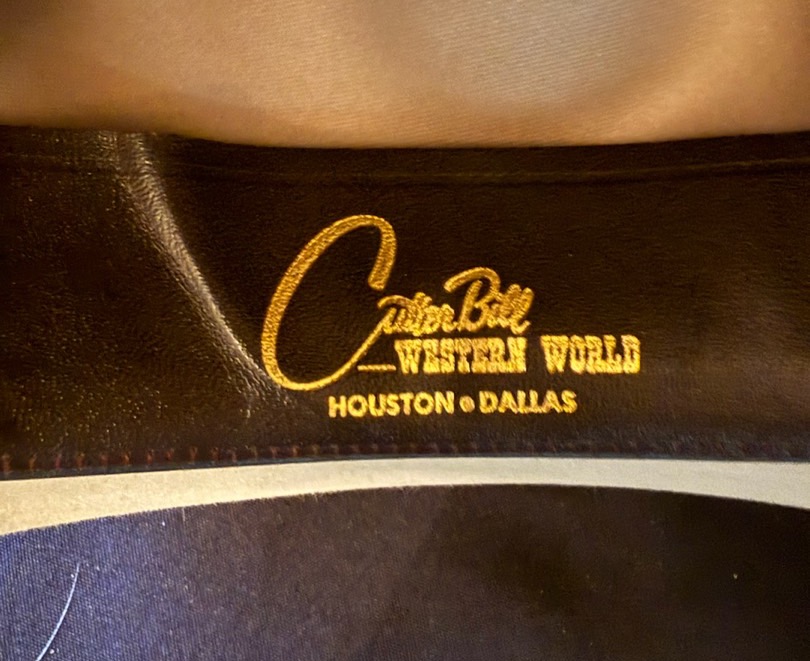 Cutter Bill
WESTERN WORLD
HOUSTON • DALLAS